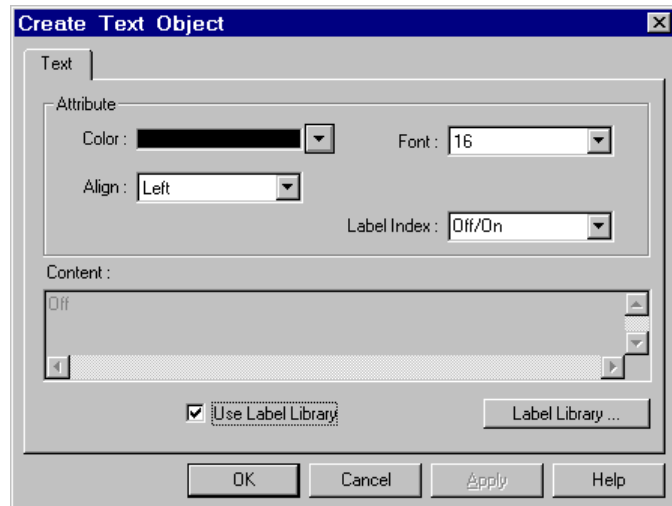 Create Text Object
Text
Attribute
Color : Font : 16
Align : Left
Label Index : Off/On
Content :
Off
Use Label Library Label Library ...
OK Cancel Apply Help